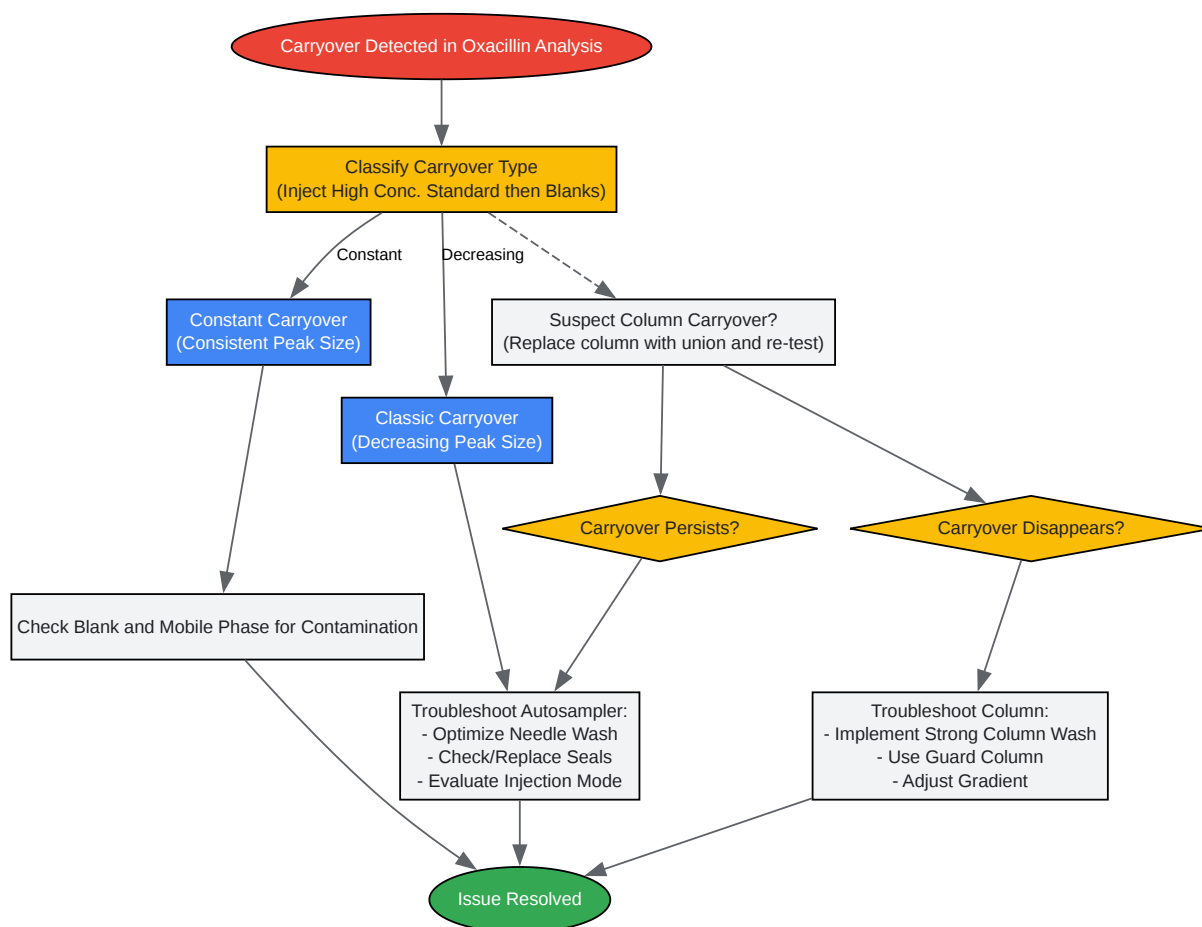 Carryover Detected in Oxacillin Analysis
Classify Carryover Type
(Inject High Conc. Standard then Blanks)
Constant
Decreasing
Constant Carryover
(Consistent Peak Size)
Suspect Column Carryover?
(Replace column with union and re-test)
Classic Carryover
(Decreasing Peak Size)
Carryover Persists?
Carryover Disappears?
Check Blank and Mobile Phase for Contamination
Troubleshoot Autosampler:
- Optimize Needle Wash
- Check/Replace Seals
- Evaluate Injection Mode
Troubleshoot Column:
- Implement Strong Column Wash
- Use Guard Column
- Adjust Gradient
Issue Resolved